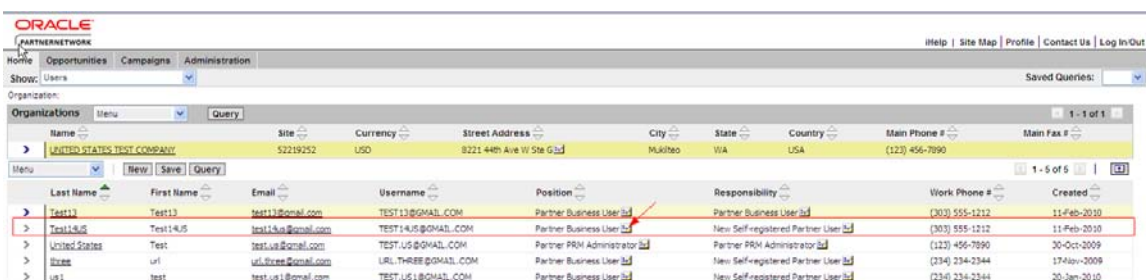 ORACLE
PARTNERNETWORK
iHelp | Site Map | Profile | Contact Us | Log In/Out
Home Opportunities Campaigns Administration
Show: Users Saved Queries:
Organization:
Organizations Menu Query 1 - 1 of 1
Name Site Currency Street Address City State Country Main Phone # Main Fax #
UNITED STATES TEST COMPANY 52219252 USD 8221 44th Ave W Ste G Mukilteo WA USA (123) 456-7890
Menu New Save Query 1 - 5 of 5
Last Name First Name Email Username Position Responsibility Work Phone # Created
Test13 Test13 test13@gmail.com TEST13@GMAIL.COM Partner Business User Partner Business User (303) 555-1212 11-Feb-2010
Test14US Test14US test14us@gmail.com TEST14US@GMAIL.COM Partner Business User New Self-registered Partner User (303) 555-1212 11-Feb-2010
United States Test test.us@gmail.com TEST.US@GMAIL.COM Partner PRM Administrator Partner PRM Administrator (123) 456-7890 30-Oct-2009
three url url.three@gmail.com URL.THREE@GMAIL.COM Partner Business User New Self-registered Partner User (234) 234-2344 17-Nov-2009
us1 test test.us1@gmail.com TEST.US1@GMAIL.COM Partner Business User New Self-registered Partner User (234) 234-2344 20-Jan-2010